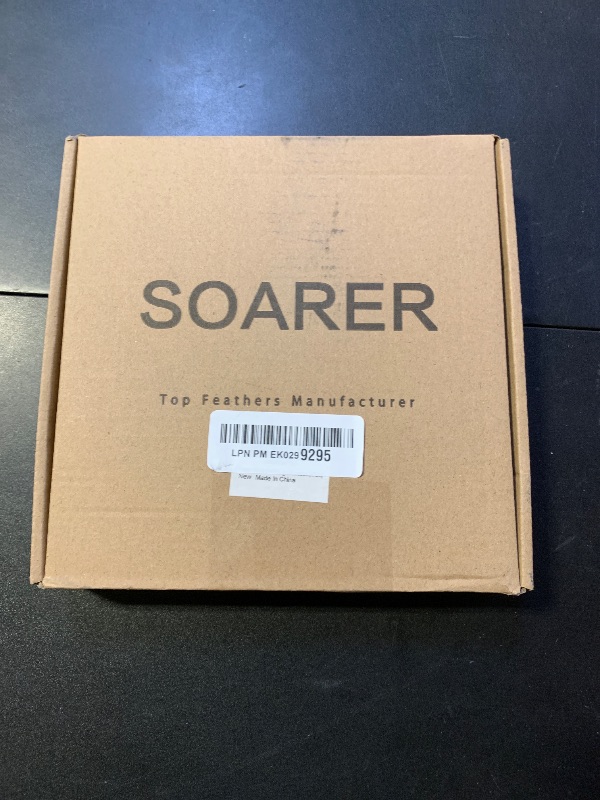 SOARER
Top Feathers Manufacturer
LPN PM EK0299295
New Made in China